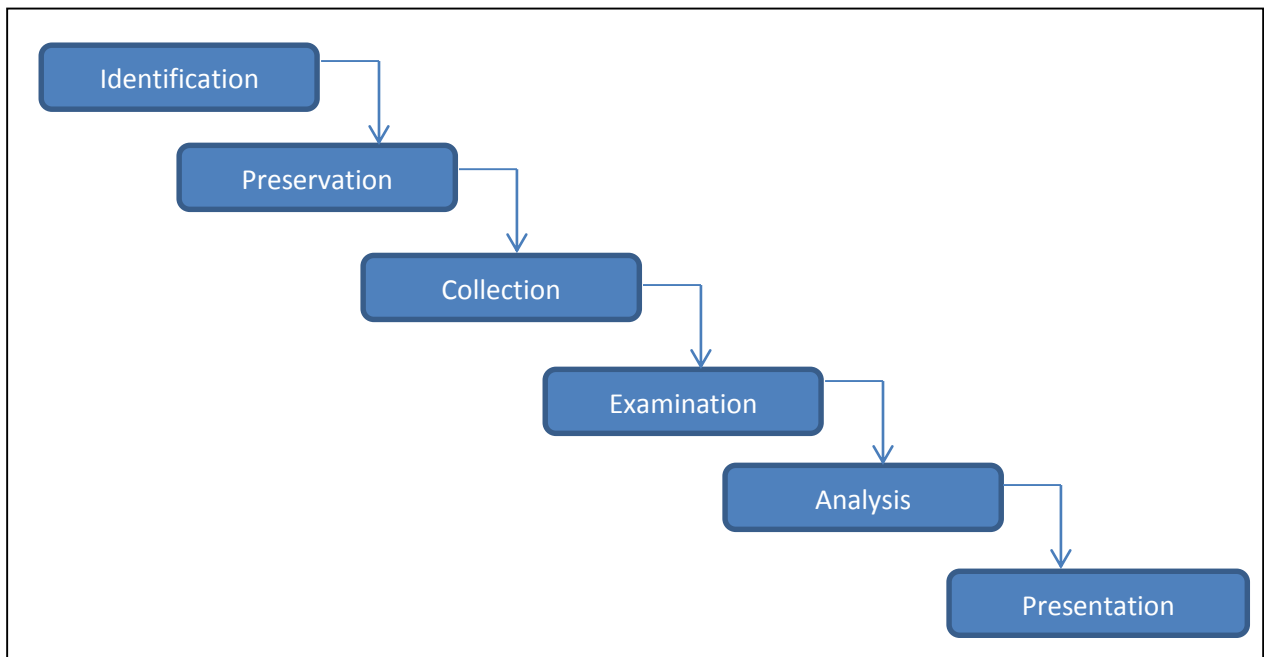 Identification
Preservation
Collection
Examination
Analysis
Presentation